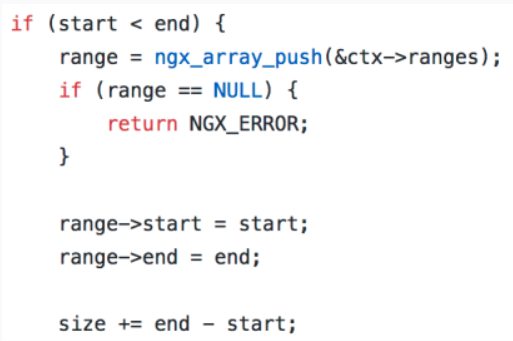 if (start < end) {
    range = ngx_array_push(&ctx->ranges);
    if (range == NULL) {
        return NGX_ERROR;
    }

    range->start = start;
    range->end = end;

    size += end - start;